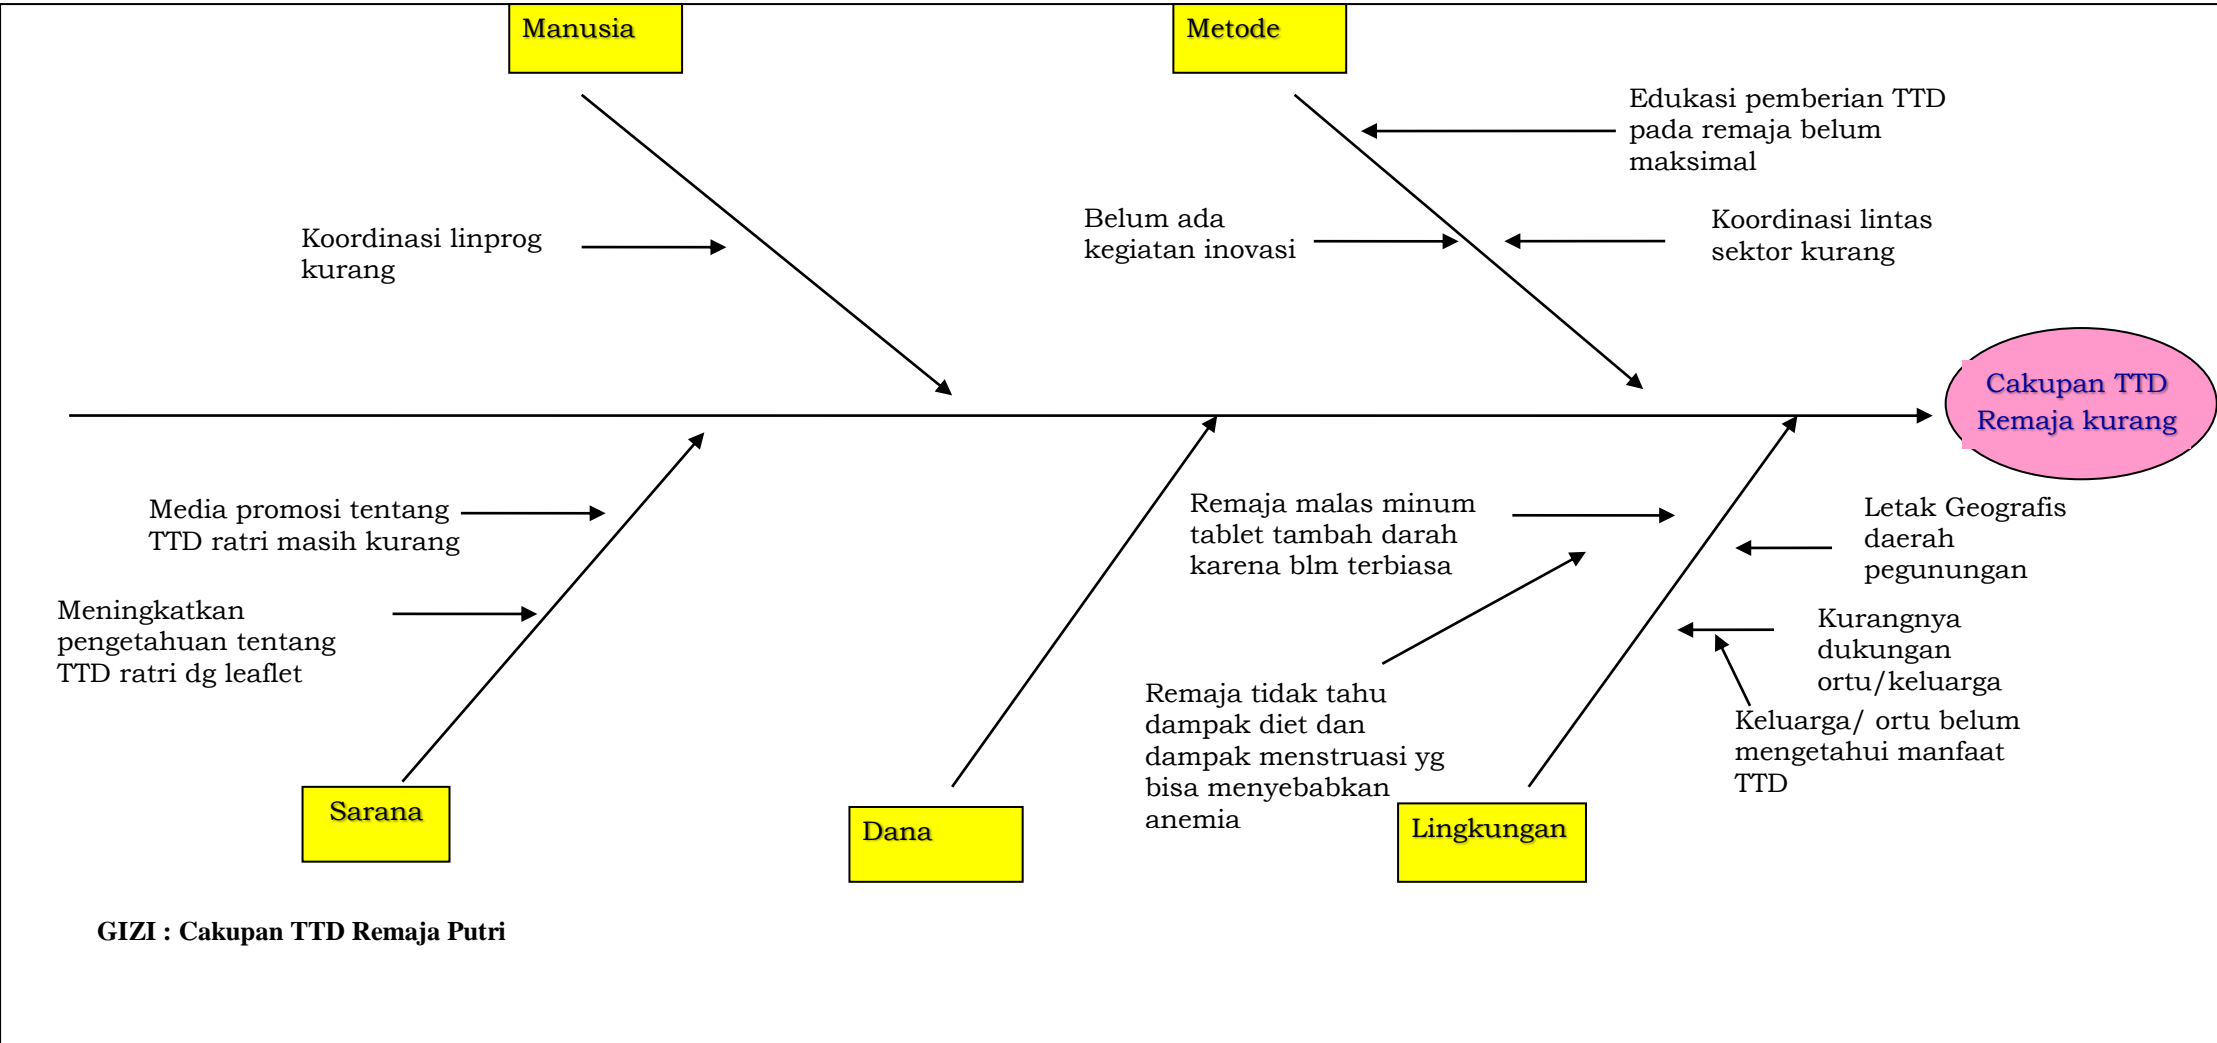 Manusia
Metode
Edukasi pemberian TTD
pada remaja belum
maksimal
Koordinasi linprog
kurang
Belum ada
kegiatan inovasi
Koordinasi lintas
sektor kurang
Cakupan TTD
Remaja kurang
Media promosi tentang
TTD ratri masih kurang
Meningkatkan
pengetahuan tentang
TTD ratri dg leaflet
Remaja malas minum
tablet tambah darah
karena blm terbiasa
Letak Geografis
daerah
pegunungan
Kurangnya
dukungan
ortu/keluarga
Remaja tidak tahu
dampak diet dan
dampak menstruasi yg
bisa menyebabkan
anemia
Keluarga/ ortu belum
mengetahui manfaat
TTD
Sarana
Dana
Lingkungan
GIZI : Cakupan TTD Remaja Putri